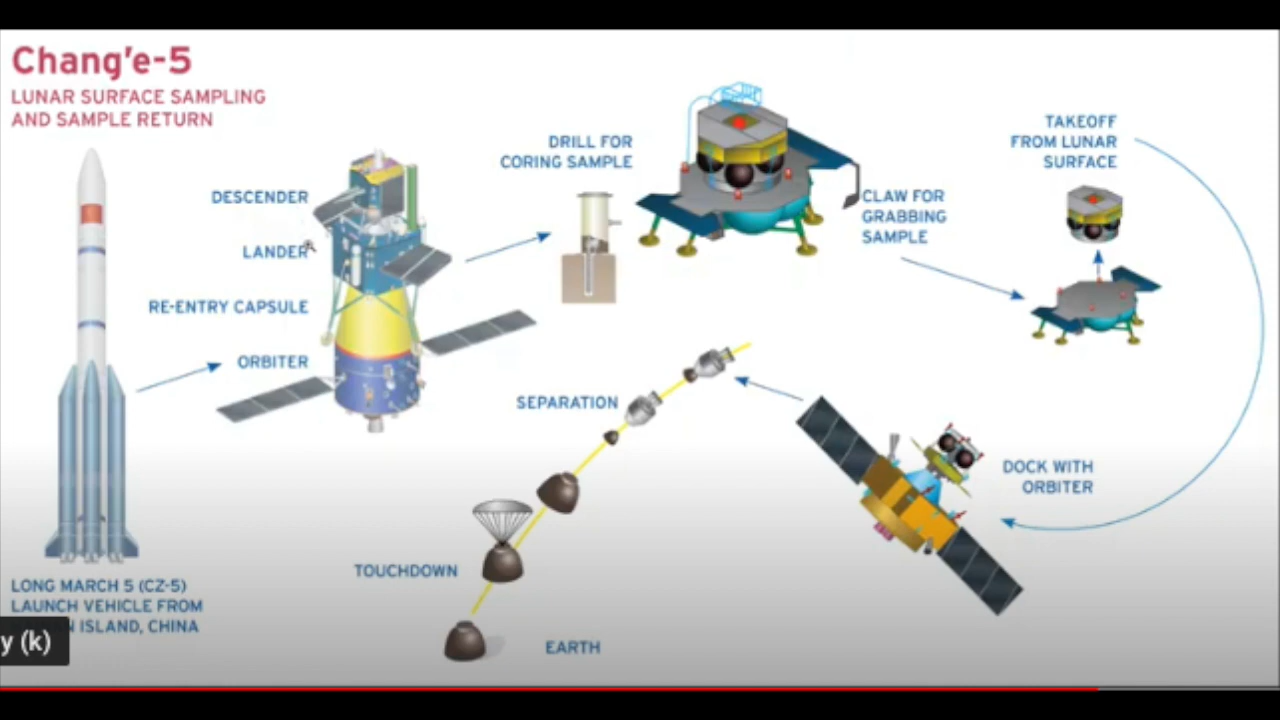 Chang'e-5
LUNAR SURFACE SAMPLING
AND SAMPLE RETURN
DESCENDER
LANDER
RE-ENTRY CAPSULE
ORBITER
DRILL FOR
CORING SAMPLE
CLAW FOR
GRABBING
SAMPLE
TAKEOFF
FROM LUNAR
SURFACE
DOCK WITH
ORBITER
SEPARATION
TOUCHDOWN
EARTH
LONG MARCH 5 (CZ-5)
LAUNCH VEHICLE FROM
ISLAND, CHINA
y (k)